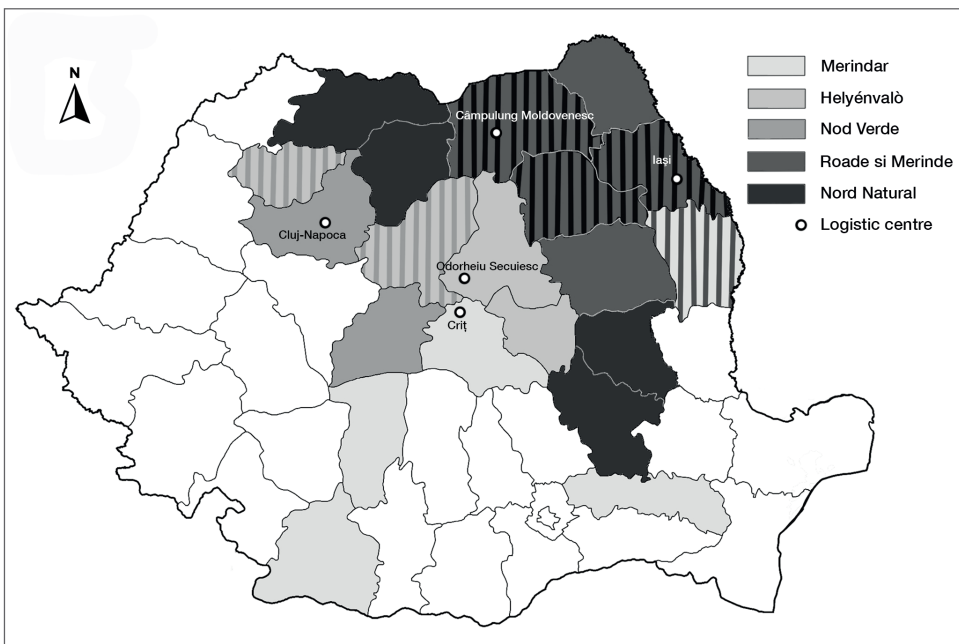 N
Merindar
Helyénvalò
Nod Verde
Roade si Merinde
Nord Natural
Logistic centre
Câmpulung Moldovenesc
Iași
Cluj-Napoca
Odorheiu Secuiesc
Criț